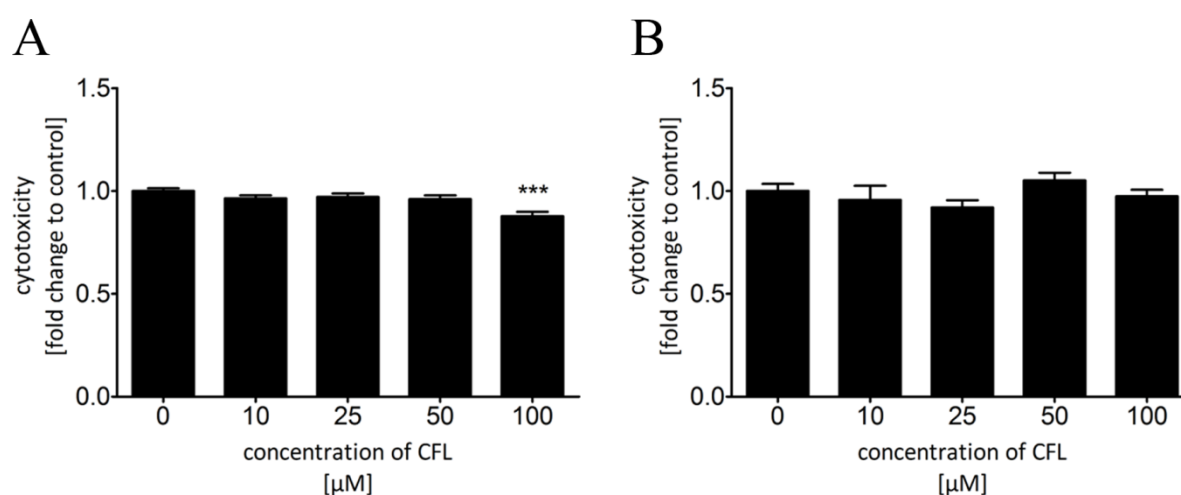 A
cytotoxicity
[fold change to control]
1.5
1.0
0.5
0.0
***
0 10 25 50 100
concentration of CFL
[µM]
B
cytotoxicity
[fold change to control]
1.5
1.0
0.5
0.0
0 10 25 50 100
concentration of CFL
[µM]